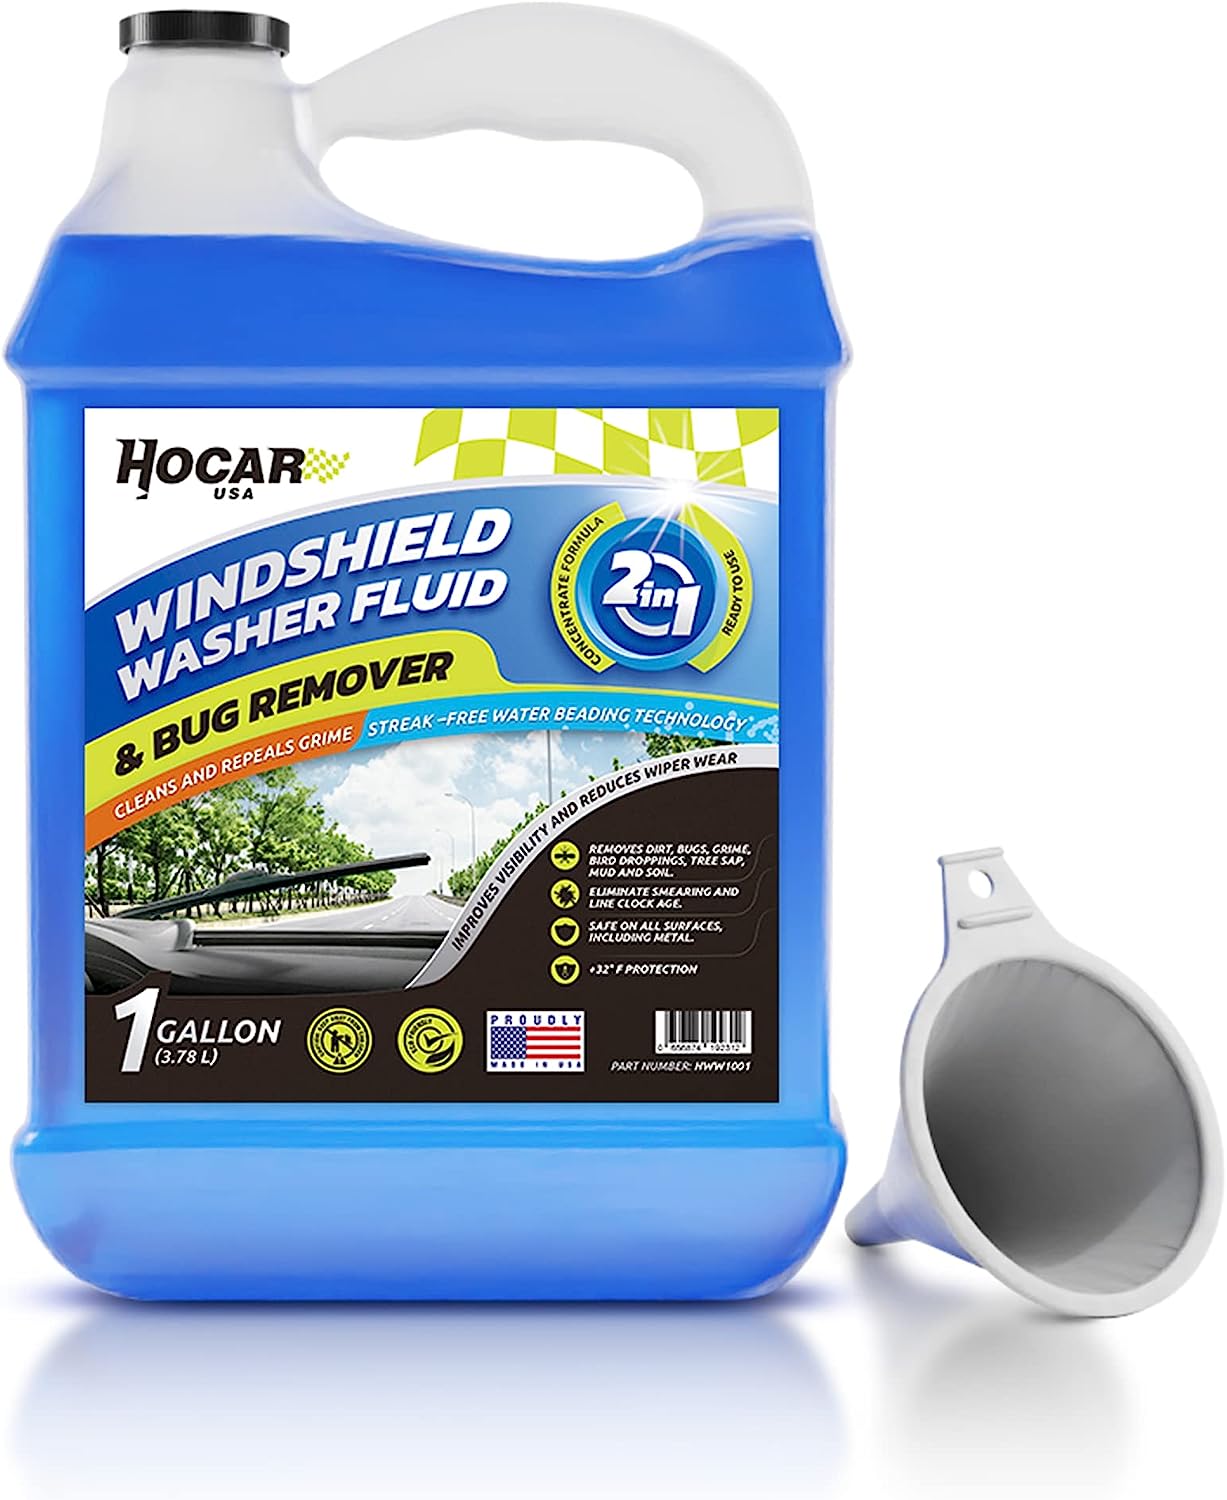 HOCAR
USA
WINDSHIELD
WASHER FLUID
& BUG REMOVER
CLEANS AND REPEALS GRIME
STREAK -FREE WATER BEADING TECHNOLOGY
CONCENTRATE FORMULA
2in1
READY TO USE
IMPROVES VISIBILITY AND REDUCES WIPER WEAR
REMOVES DIRT, BUGS, GRIME,
BIRD DROPPINGS, TREE SAP,
MUD AND SOIL.
ELIMINATE SMEARING AND
LINE CLOCK AGE.
SAFE ON ALL SURFACES,
INCLUDING METAL.
+32° F PROTECTION
1 GALLON
(3.78 L)
ECO FRIENDLY
PROUDLY
MADE IN USA
PART NUMBER: HWW1001